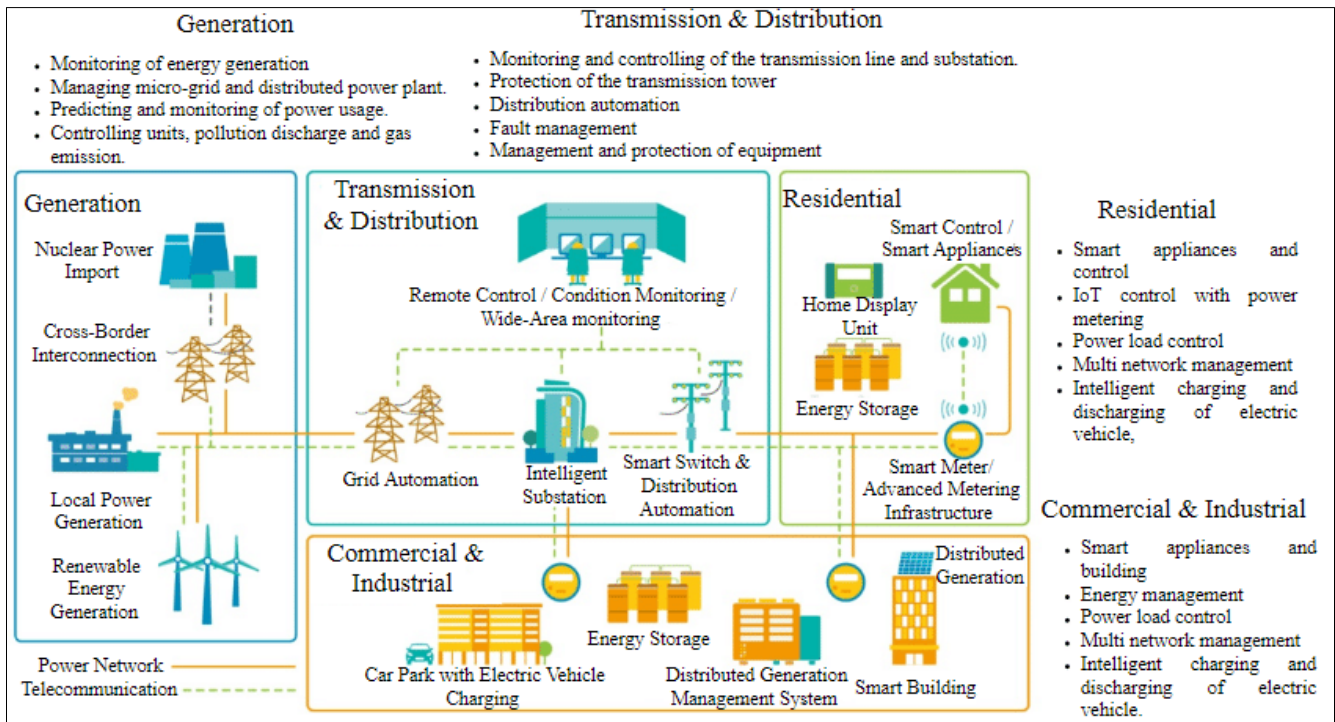 Generation
• Monitoring of energy generation
• Managing micro-grid and distributed power plant.
• Predicting and monitoring of power usage.
• Controlling units, pollution discharge and gas
emission.
Transmission & Distribution
• Monitoring and controlling of the transmission line and substation.
• Protection of the transmission tower
• Distribution automation
• Fault management
• Management and protection of equipment
Generation
Nuclear Power
Import
Cross-Border
Interconnection
Local Power
Generation
Renewable
Energy
Generation
Transmission
& Distribution
Remote Control / Condition Monitoring /
Wide-Area monitoring
Grid Automation
Intelligent
Substation
Smart Switch &
Distribution
Automation
Residential
Smart Control /
Smart Appliances
Home Display
Unit
Energy Storage
Smart Meter/
Advanced Metering
Infrastructure
Residential
• Smart appliances and
control
• IoT control with power
metering
• Power load control
• Multi network management
• Intelligent charging and
discharging of electric
vehicle,
Commercial &
Industrial
Car Park with Electric Vehicle
Charging
Energy Storage
Distributed Generation
Management System
Distributed
Generation
Smart Building
Commercial & Industrial
• Smart appliances and
building
• Energy management
• Power load control
• Multi network management
• Intelligent charging and
discharging of electric
vehicle.
Power Network
Telecommunication